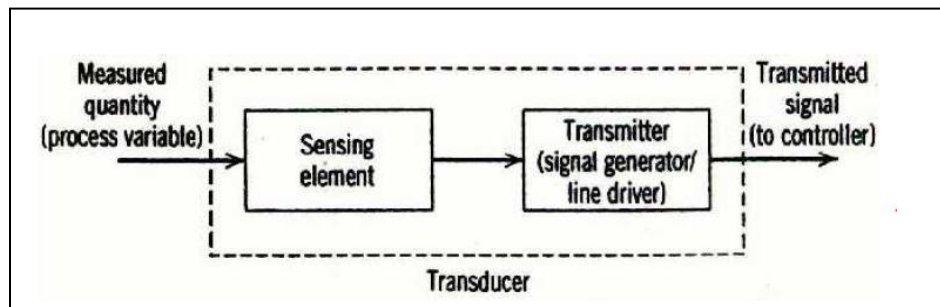 Measured
quantity
(process variable)
Sensing
element
Transmitter
(signal generator/
line driver)
Transmitted
signal
(to controller)
Transducer